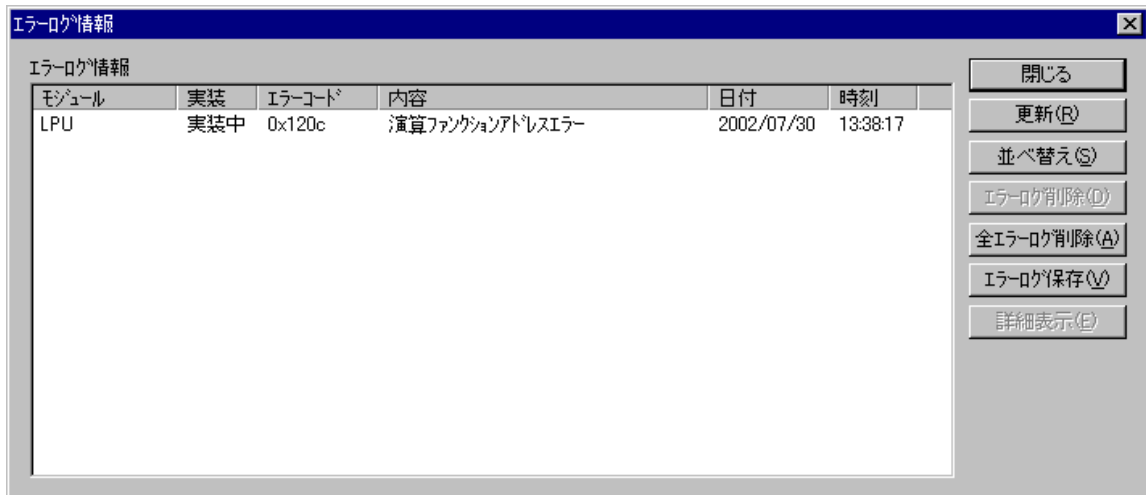 ｴﾗｰﾛｸﾞ情報
ｴﾗｰﾛｸﾞ情報
ﾓｼﾞｭｰﾙ 実装 ｴﾗｰｺｰﾄﾞ 内容 日付 時刻
LPU 実装中 0x120c 演算ﾌｧﾝｸｼｮﾝｱﾄﾞﾚｽｴﾗｰ 2002/07/30 13:38:17
閉じる
更新(R)
並べ替え(S)
ｴﾗｰﾛｸﾞ削除(D)
全ｴﾗｰﾛｸﾞ削除(A)
ｴﾗｰﾛｸﾞ保存(V)
詳細表示(E)